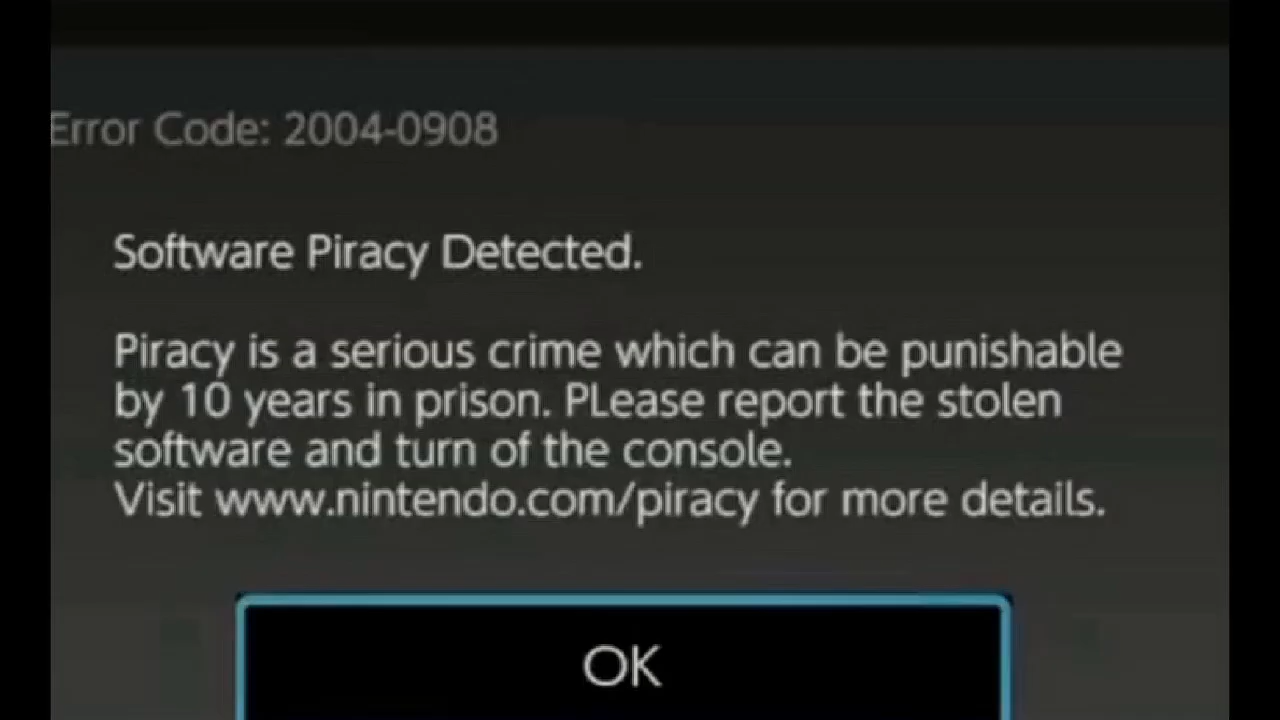 Error Code: 2004-0908
Software Piracy Detected.
Piracy is a serious crime which can be punishable
by 10 years in prison. PLease report the stolen
software and turn of the console.
Visit www.nintendo.com/piracy for more details.
OK